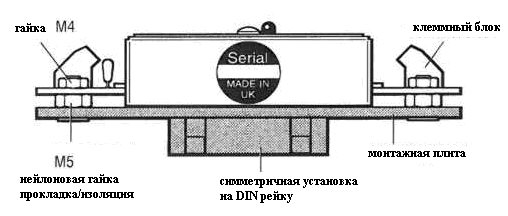 гайка M4
клеммный блок
Serial
MADE IN
UK
M5
нейлоновая гайка
прокладка/изоляция
симметричная установка
на DIN рейку
монтажная плита